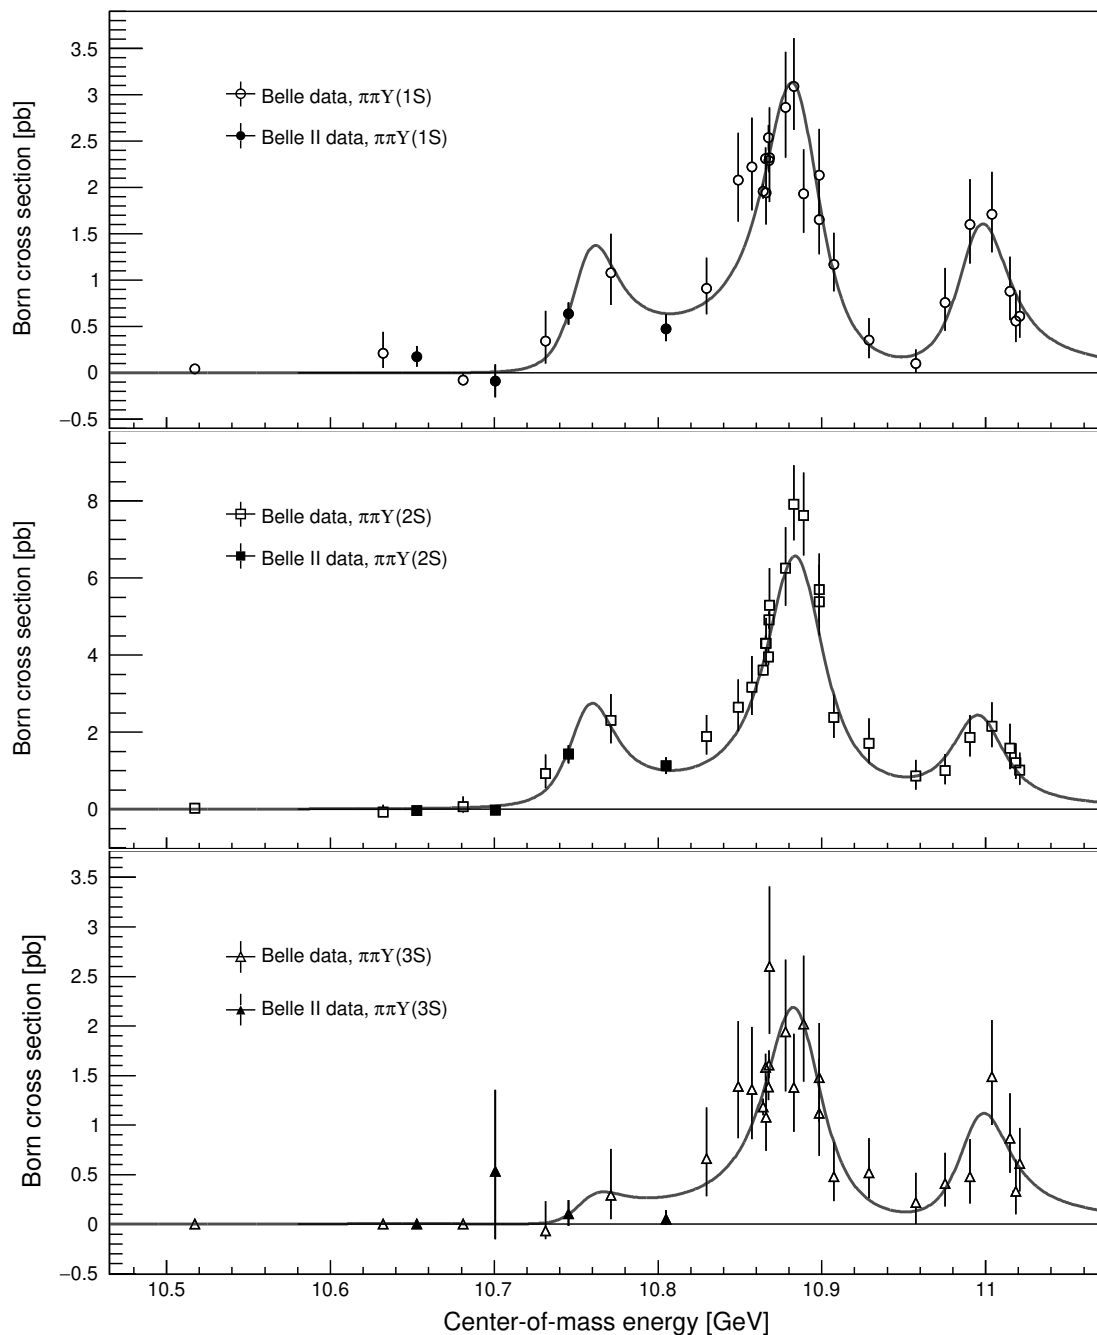 3.5
3
2.5
2
1.5
1
0.5
0
−0.5
Born cross section [pb]
Belle data, ππΥ(1S)
Belle II data, ππΥ(1S)
8
6
4
2
0
Born cross section [pb]
Belle data, ππΥ(2S)
Belle II data, ππΥ(2S)
3.5
3
2.5
2
1.5
1
0.5
0
−0.5
Born cross section [pb]
Belle data, ππΥ(3S)
Belle II data, ππΥ(3S)
10.5 10.6 10.7 10.8 10.9 11
Center-of-mass energy [GeV]